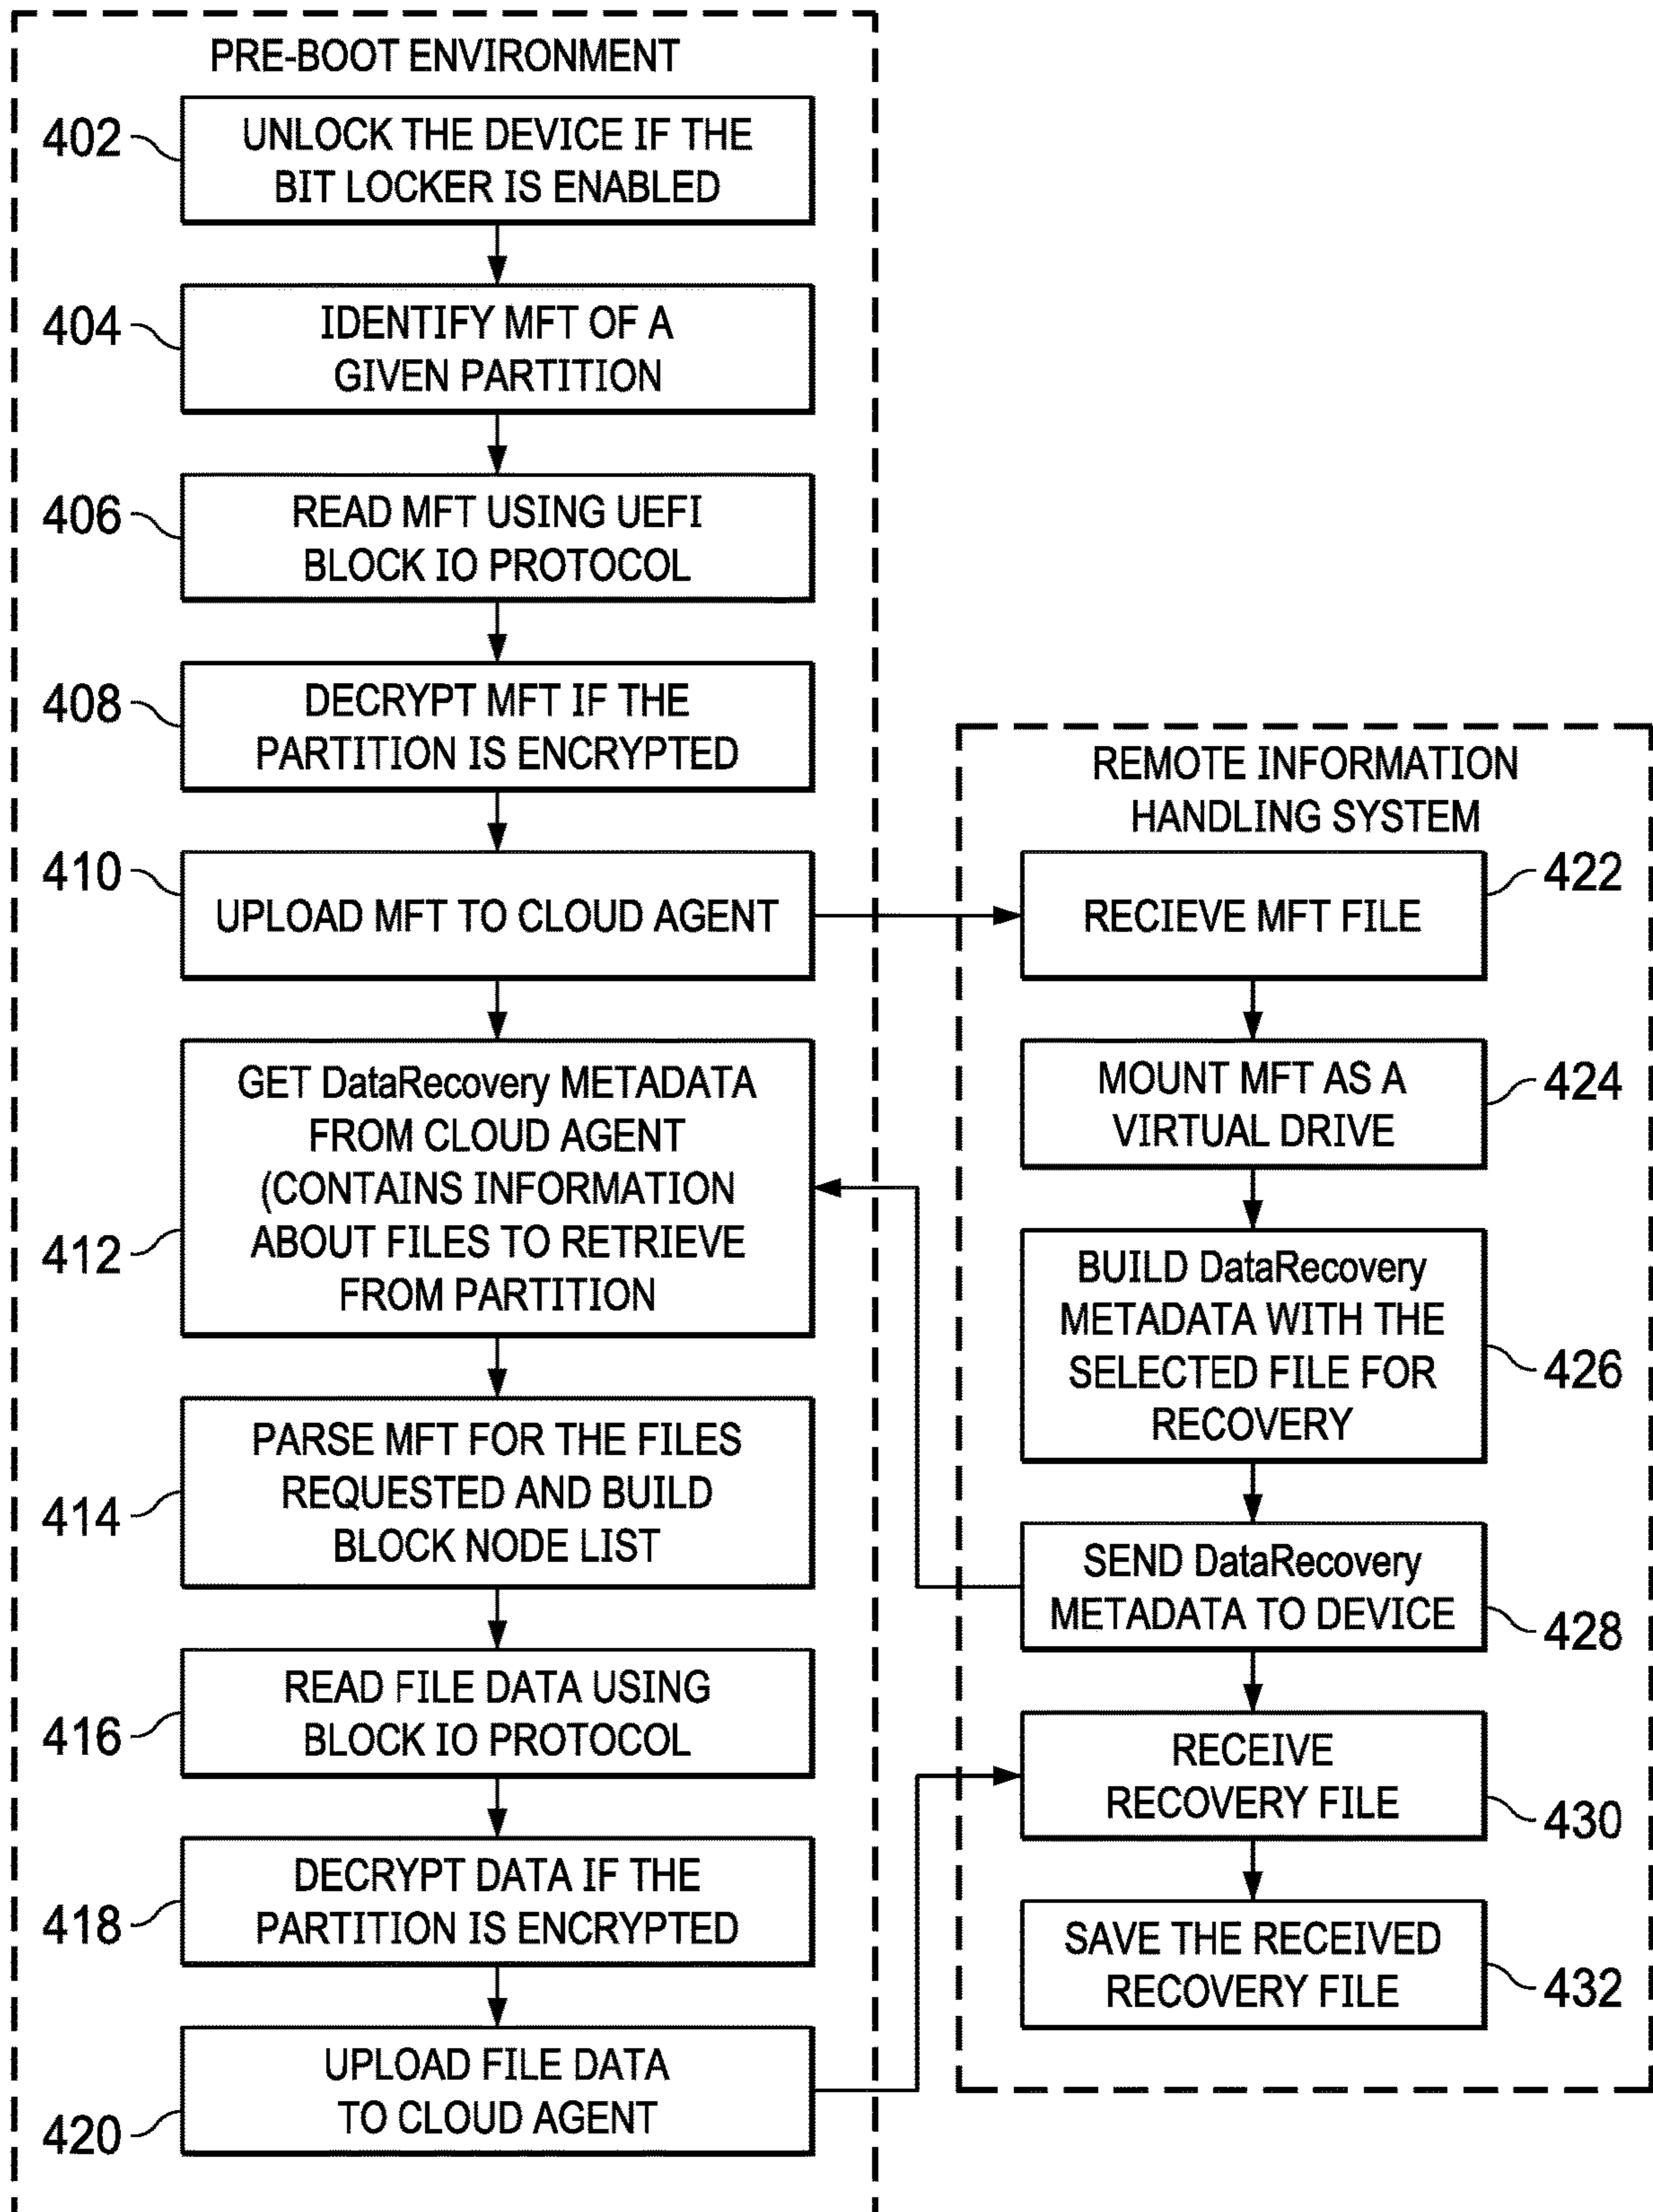 PRE-BOOT ENVIRONMENT
402
UNLOCK THE DEVICE IF THE
BIT LOCKER IS ENABLED
404
IDENTIFY MFT OF A
GIVEN PARTITION
406
READ MFT USING UEFI
BLOCK IO PROTOCOL
408
DECRYPT MFT IF THE
PARTITION IS ENCRYPTED
410
UPLOAD MFT TO CLOUD AGENT
412
GET DataRecovery METADATA
FROM CLOUD AGENT
(CONTAINS INFORMATION
ABOUT FILES TO RETRIEVE
FROM PARTITION
414
PARSE MFT FOR THE FILES
REQUESTED AND BUILD
BLOCK NODE LIST
416
READ FILE DATA USING
BLOCK IO PROTOCOL
418
DECRYPT DATA IF THE
PARTITION IS ENCRYPTED
420
UPLOAD FILE DATA
TO CLOUD AGENT
REMOTE INFORMATION
HANDLING SYSTEM
422
RECIEVE MFT FILE
424
MOUNT MFT AS A
VIRTUAL DRIVE
426
BUILD DataRecovery
METADATA WITH THE
SELECTED FILE FOR
RECOVERY
428
SEND DataRecovery
METADATA TO DEVICE
430
RECEIVE
RECOVERY FILE
432
SAVE THE RECEIVED
RECOVERY FILE